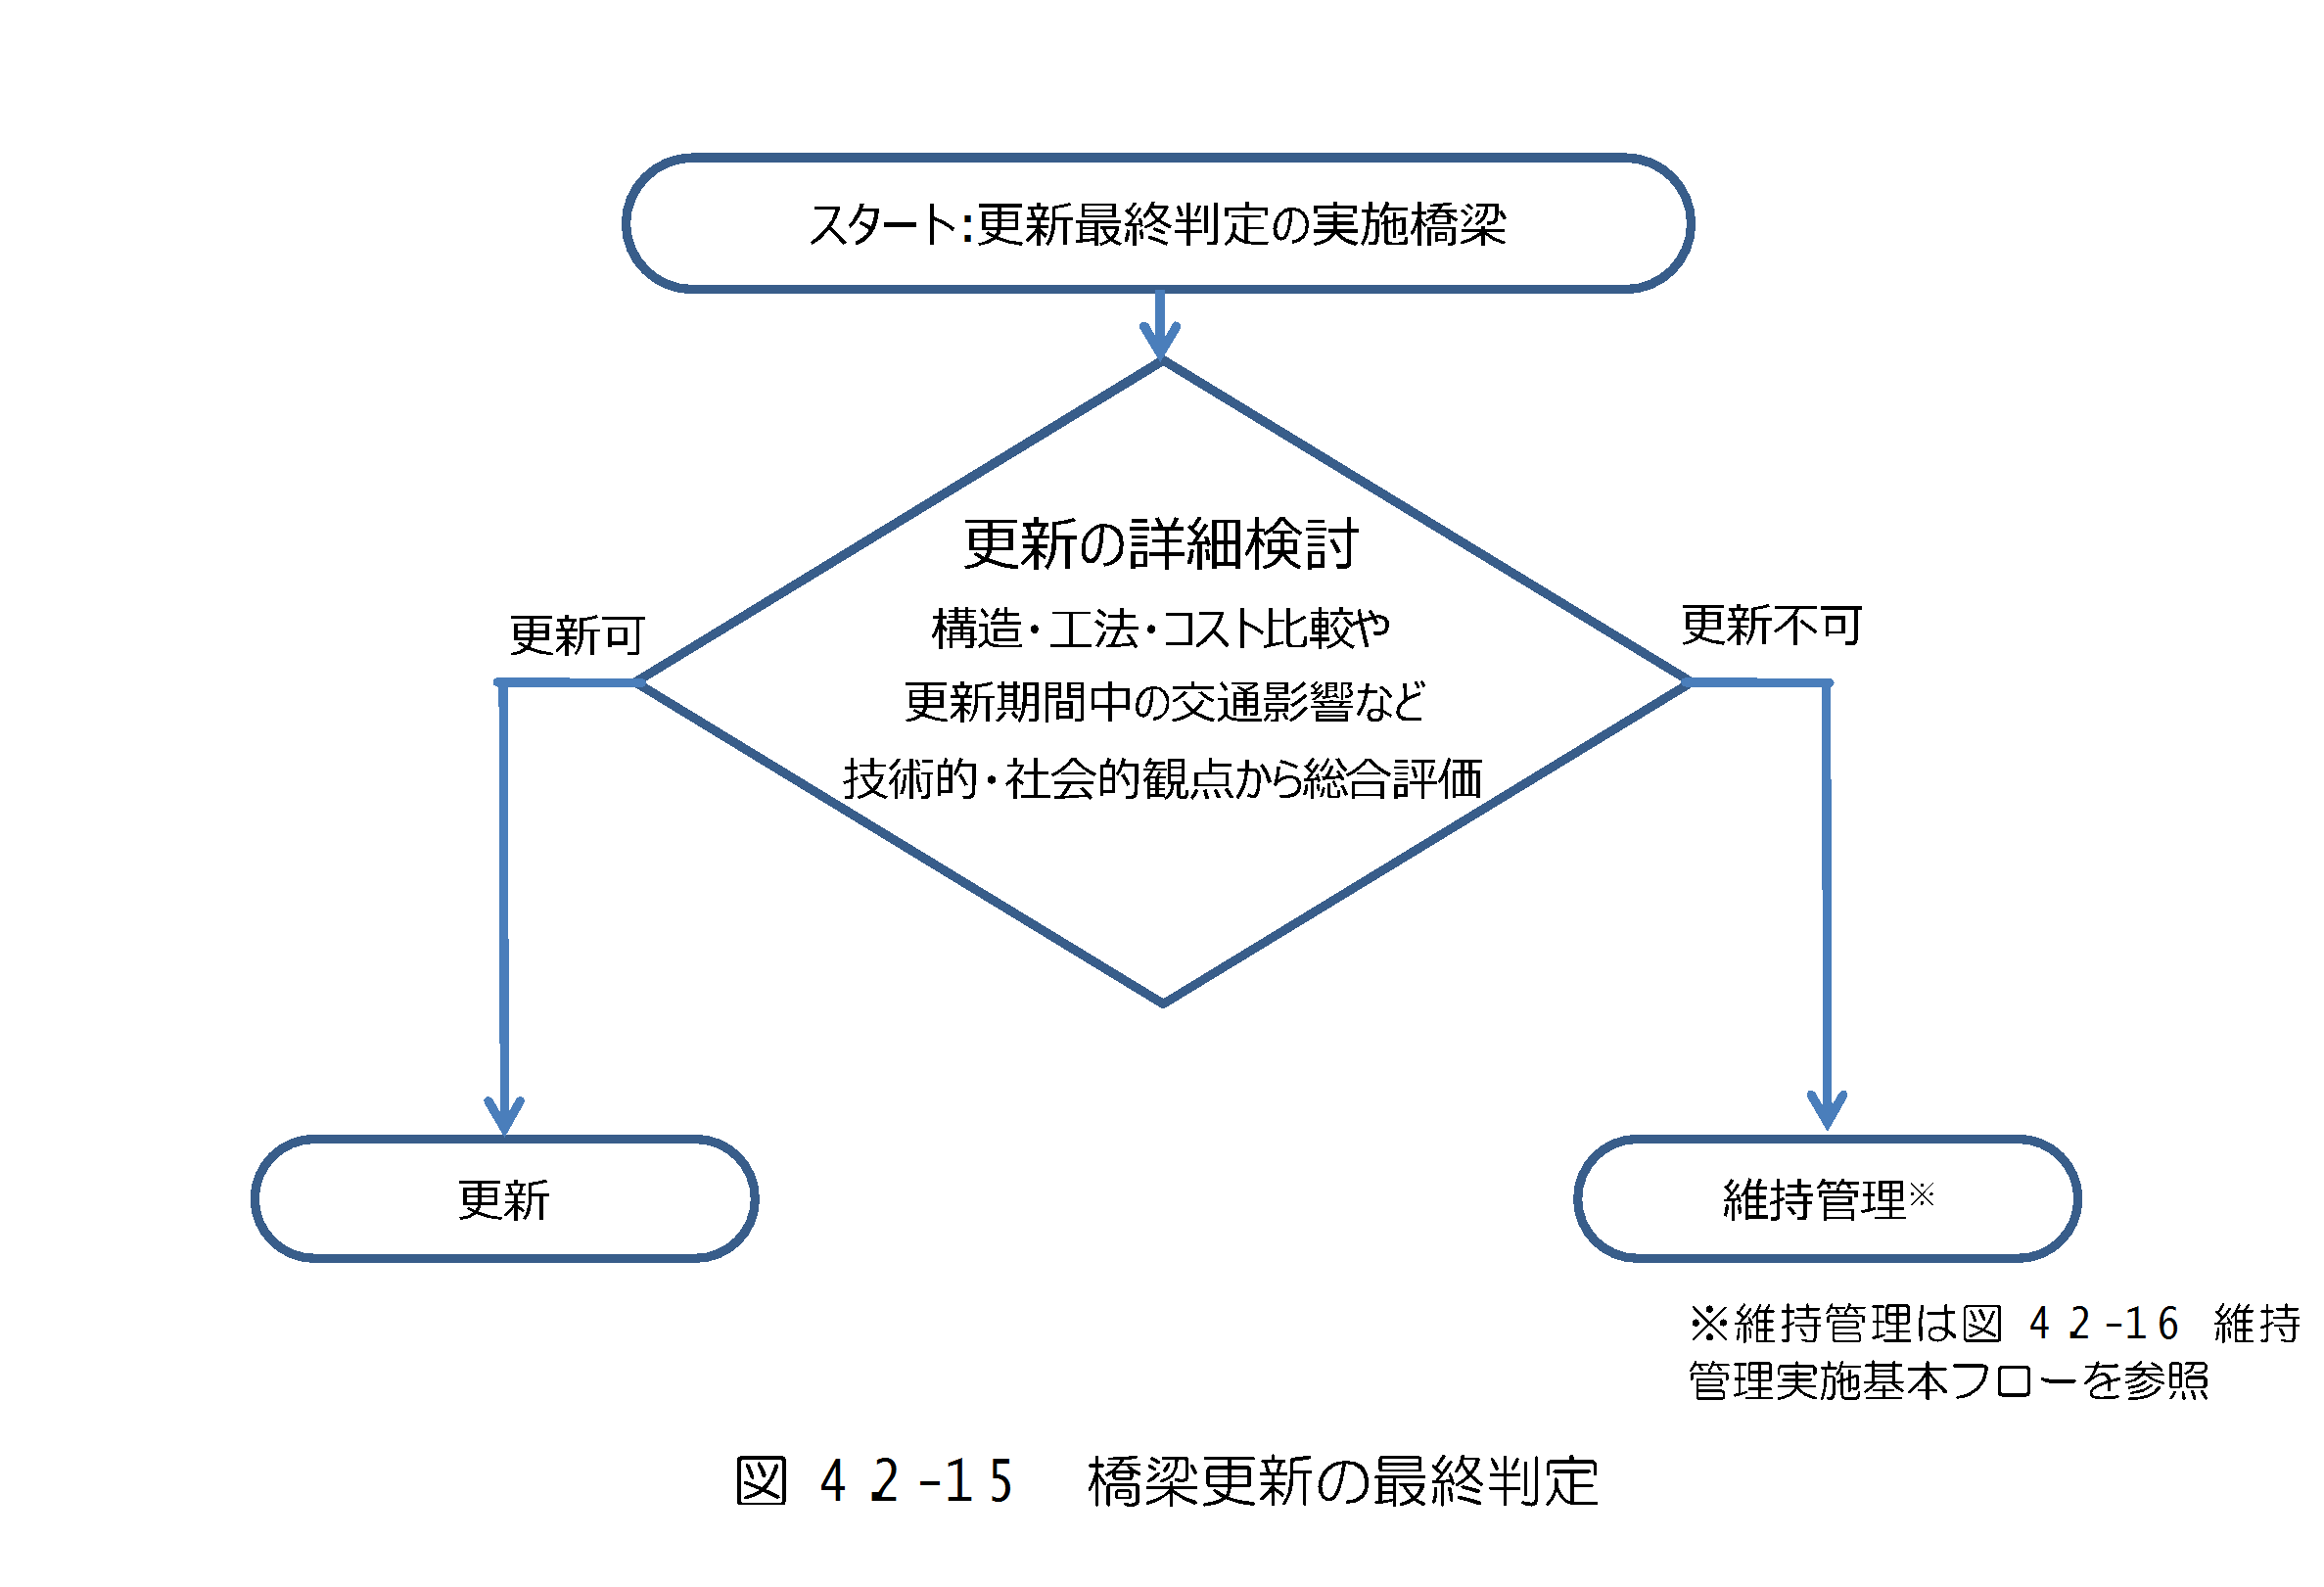 スタート:更新最終判定の実施橋梁
更新の詳細検討
構造・工法・コスト比較や
更新期間中の交通影響など
技術的・社会的観点から総合評価
更新可
更新不可
更新
維持管理※
※維持管理は図 4.2-16 維持
管理実施基本フローを参照
図 4.2-15 橋梁更新の最終判定